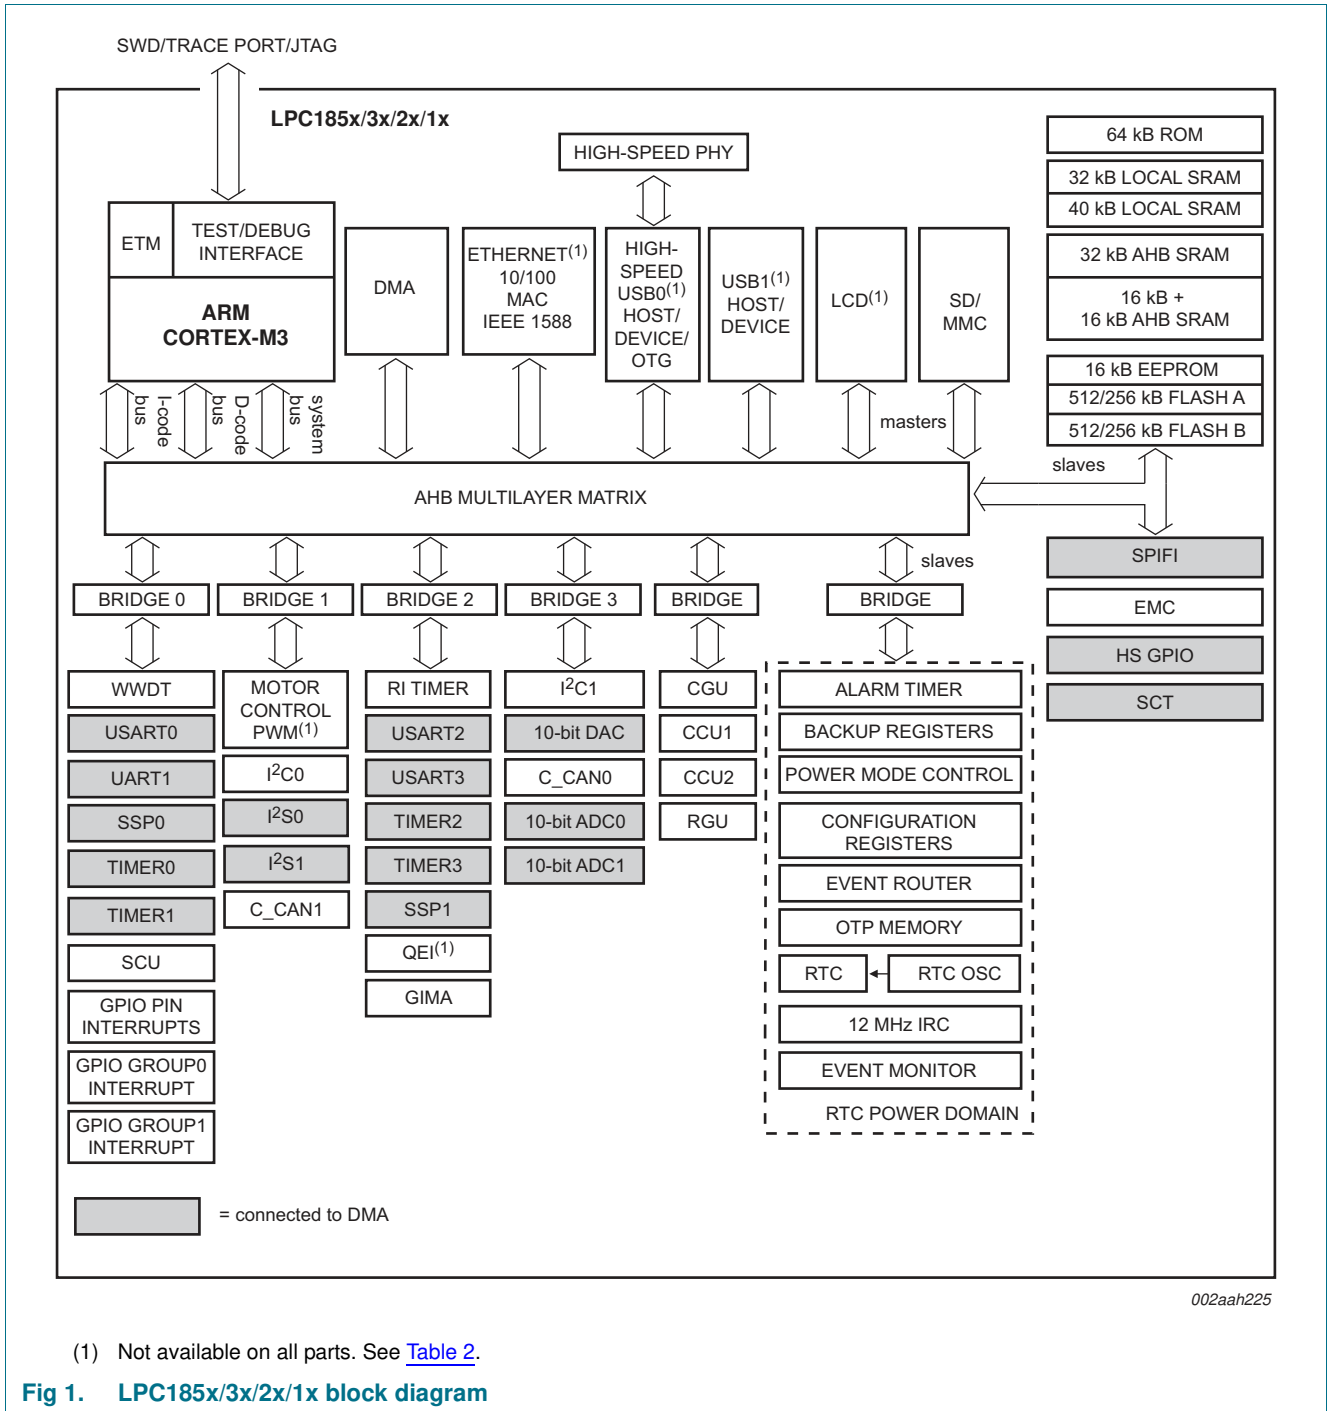 SWD/TRACE PORT/JTAG
LPC185x/3x/2x/1x
HIGH-SPEED PHY
ETM
TEST/DEBUG
INTERFACE
ARM
CORTEX-M3
DMA
ETHERNET(1)
10/100
MAC
IEEE 1588
HIGH-
SPEED
USB0(1)
HOST/
DEVICE/
OTG
USB1(1)
HOST/
DEVICE
LCD(1)
SD/
MMC
64 kB ROM
32 kB LOCAL SRAM
40 kB LOCAL SRAM
32 kB AHB SRAM
16 kB +
16 kB AHB SRAM
16 kB EEPROM
512/256 kB FLASH A
512/256 kB FLASH B
I-code
bus
D-code
bus
system
bus
masters
slaves
AHB MULTILAYER MATRIX
slaves
SPIFI
EMC
HS GPIO
SCT
BRIDGE 0
BRIDGE 1
BRIDGE 2
BRIDGE 3
BRIDGE
BRIDGE
WWDT
USART0
UART1
SSP0
TIMER0
TIMER1
SCU
GPIO PIN
INTERRUPTS
GPIO GROUP0
INTERRUPT
GPIO GROUP1
INTERRUPT
MOTOR
CONTROL
PWM(1)
I2C0
I2S0
I2S1
C_CAN1
RI TIMER
USART2
USART3
TIMER2
TIMER3
SSP1
QEI(1)
GIMA
I2C1
10-bit DAC
C_CAN0
10-bit ADC0
10-bit ADC1
CGU
CCU1
CCU2
RGU
ALARM TIMER
BACKUP REGISTERS
POWER MODE CONTROL
CONFIGURATION
REGISTERS
EVENT ROUTER
OTP MEMORY
RTC
RTC OSC
12 MHz IRC
EVENT MONITOR
RTC POWER DOMAIN
= connected to DMA
002aah225
(1) Not available on all parts. See Table 2.
Fig 1. LPC185x/3x/2x/1x block diagram